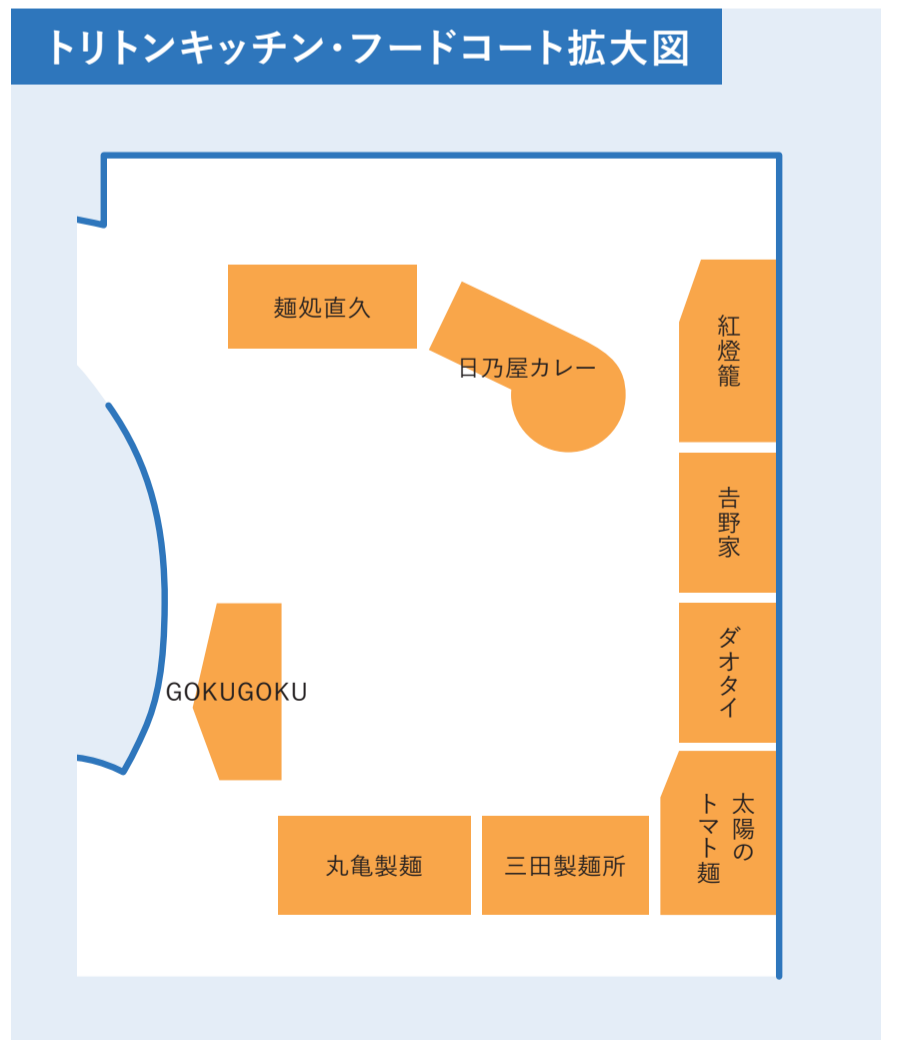 トリトンキッチン・フードコート拡大図
麺処直久
日乃屋カレー
紅燈籠
𠮷野家
ダオタイ
GOKUGOKU
太陽の
トマト麺
丸亀製麺
三田製麺所